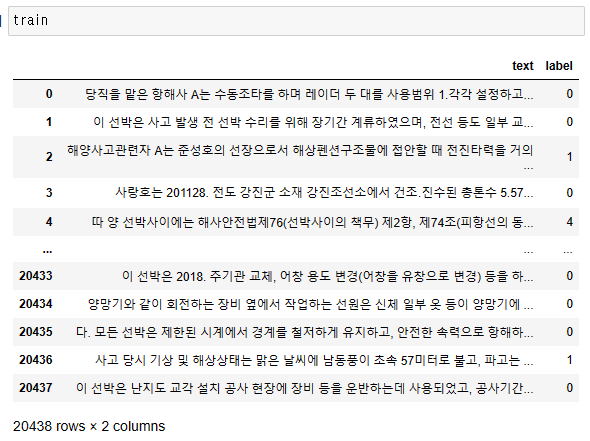 train
text label
0 당직을 맡은 항해사 A는 수동조타를 하며 레이더 두 대를 사용범위 1.각각 설정하고... 0
1 이 선박은 사고 발생 전 선박 수리를 위해 장기간 계류하였으며, 전선 등도 일부 교... 0
2 해양사고관련자 A는 준성호의 선장으로서 해상펜션구조물에 접안할 때 전진타력을 거의 1
...
3 사랑호는 201128. 전도 강진군 소재 강진조선소에서 건조.진수된 총톤수 5.57... 0
4 따 양 선박사이에는 해사안전법제76(선박사이의 책무) 제2항, 제74조(피항선의 동... 4
... ... ...
20433 이 선박은 2018. 주기관 교체, 어창 용도 변경(어창을 유창으로 변경) 등을 하... 0
20434 양망기와 같이 회전하는 장비 옆에서 작업하는 선원은 신체 일부 옷 등이 양망기에 ... 0
20435 다. 모든 선박은 제한된 시계에서 경계를 철저하게 유지하고, 안전한 속력으로 항해하... 0
20436 사고 당시 기상 및 해상상태는 맑은 날씨에 남동풍이 초속 57미터로 불고, 파고는 ... 1
20437 이 선박은 난지도 교각 설치 공사 현장에 장비 등을 운반하는데 사용되었고, 공사기간... 0
20438 rows × 2 columns